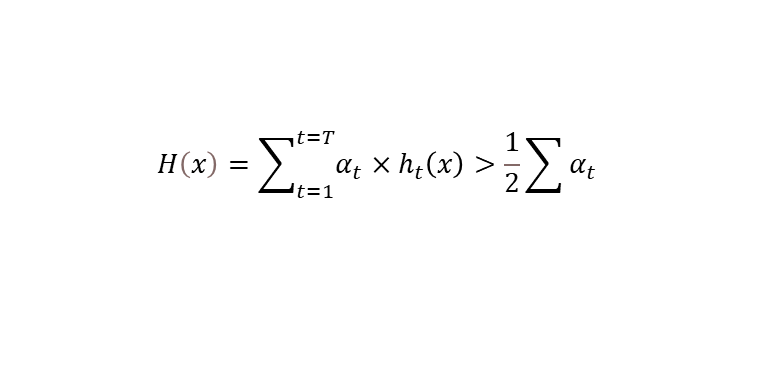 H(x) = ∑_{t=1}^{t=T} α_t × h_t(x) > 1/2 ∑ α_t